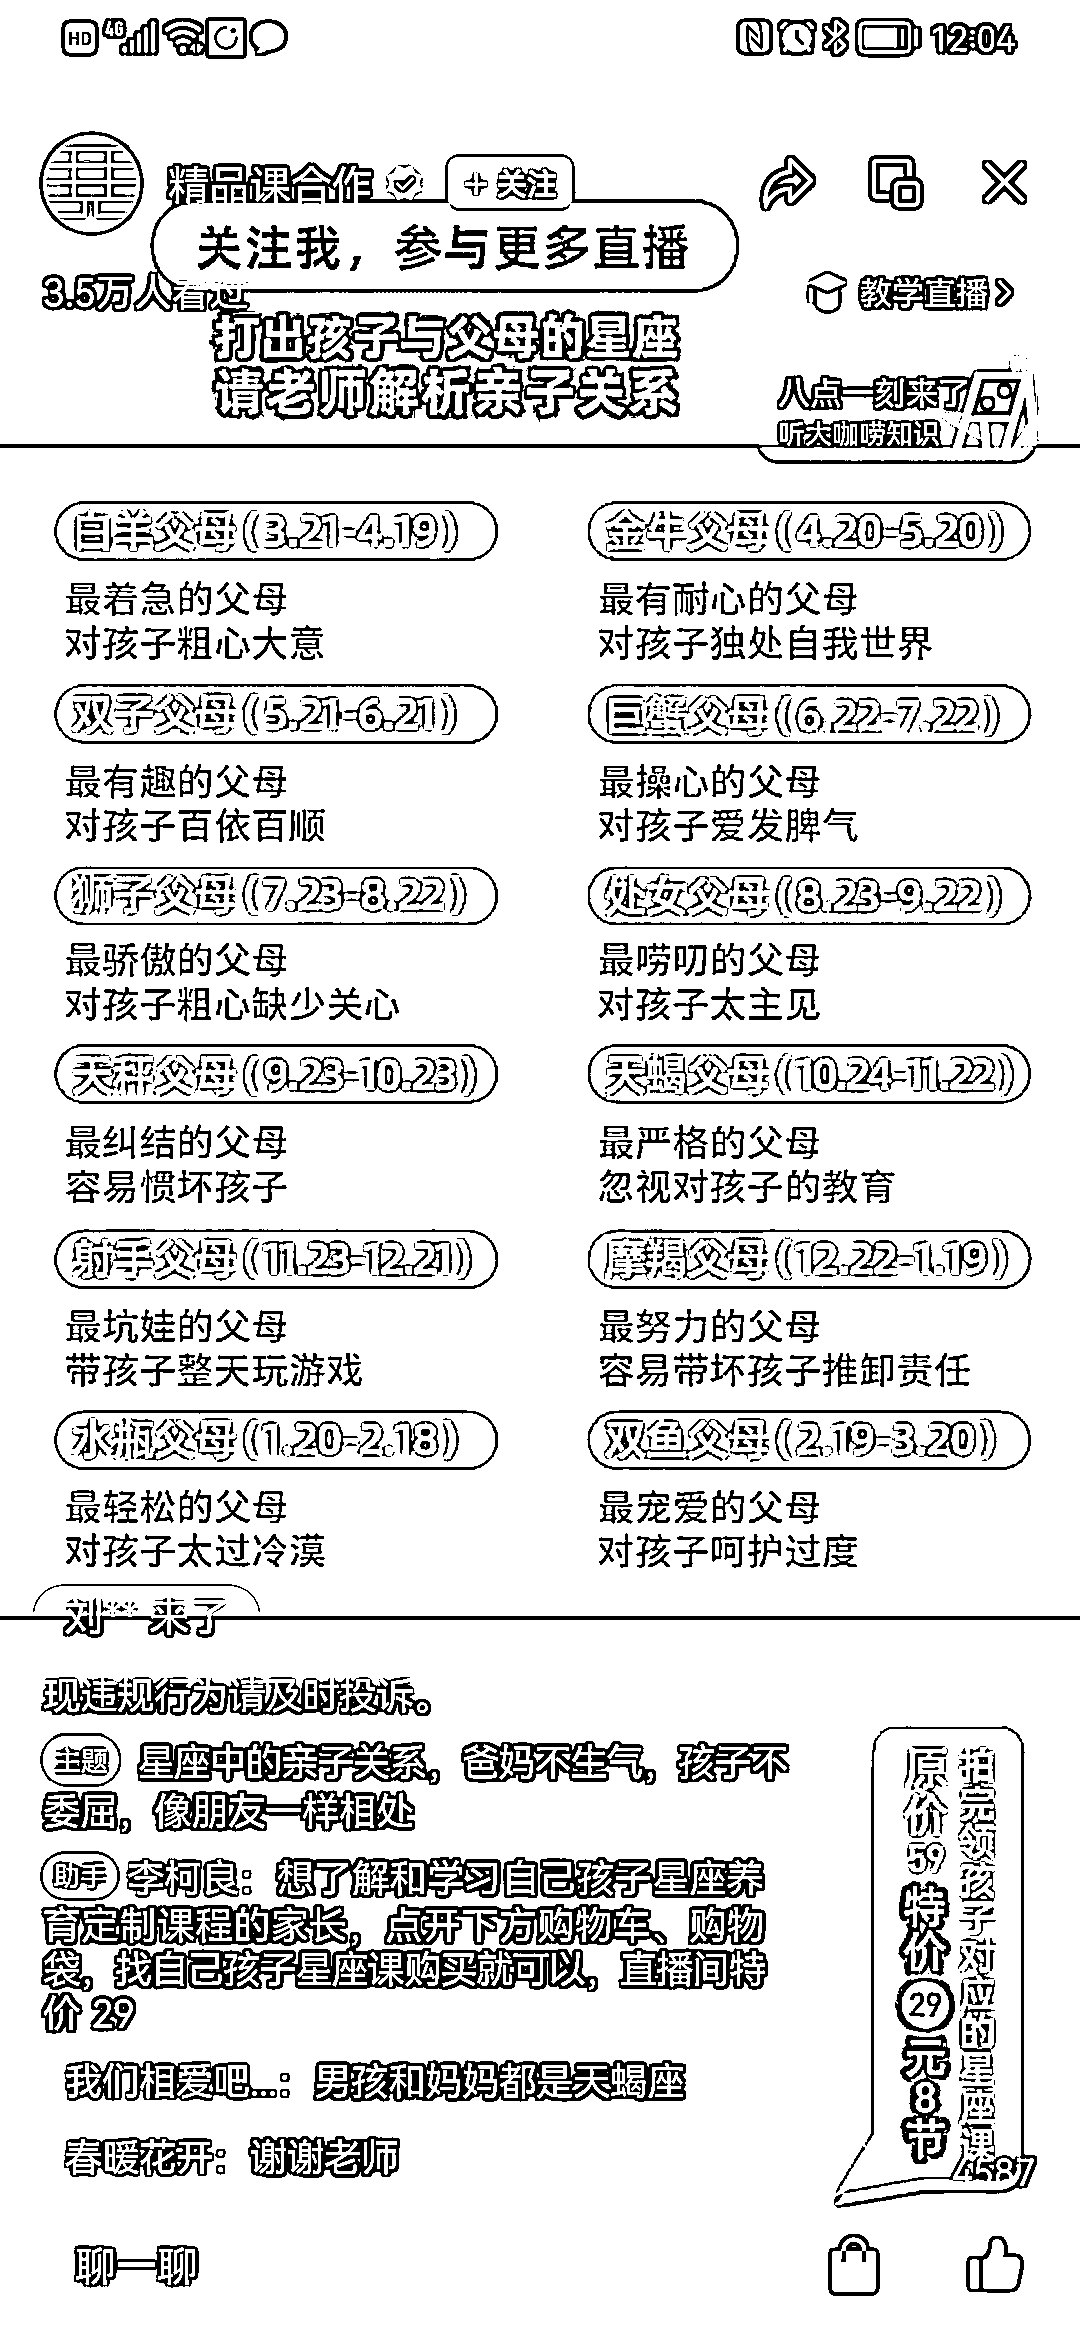 HD 4G 12:04
精品课合作 + 关注
关注我，参与更多直播
3.5万人看过
教学直播
打出孩子与父母的星座
请老师解析亲子关系
八点一刻来了
听大咖唠知识
白羊父母（3.21-4.19）
金牛父母（4.20-5.20）
最着急的父母
对孩子粗心大意
最有耐心的父母
对孩子独处自我世界
双子父母（5.21-6.21）
巨蟹父母（6.22-7.22）
最有趣的父母
对孩子百依百顺
最操心的父母
对孩子爱发脾气
狮子父母（7.23-8.22）
处女父母（8.23-9.22）
最骄傲的父母
对孩子粗心缺少关心
最唠叨的父母
对孩子太主见
天秤父母（9.23-10.23）
天蝎父母（10.24-11.22）
最纠结的父母
容易惯坏孩子
最严格的父母
忽视对孩子的教育
射手父母（11.23-12.21）
摩羯父母（12.22-1.19）
最坑娃的父母
带孩子整天玩游戏
最努力的父母
容易带坏孩子推卸责任
水瓶父母（1.20-2.18）
双鱼父母（2.19-3.20）
最轻松的父母
对孩子太过冷漠
最宠爱的父母
对孩子呵护过度
刘** 来了
现违规行为请及时投诉。
主题 星座中的亲子关系，爸妈不生气，孩子不
委屈，像朋友一样相处
助手 李柯良：想了解和学习自己孩子星座养
育定制课程的家长，点开下方购物车、购物
袋，找自己孩子星座课购买就可以，直播间特
价 29
我们相爱吧...：男孩和妈妈都是天蝎座
春暖花开：谢谢老师
拍完领孩子对应的星座课
原价59特价29元8节
4587
聊一聊